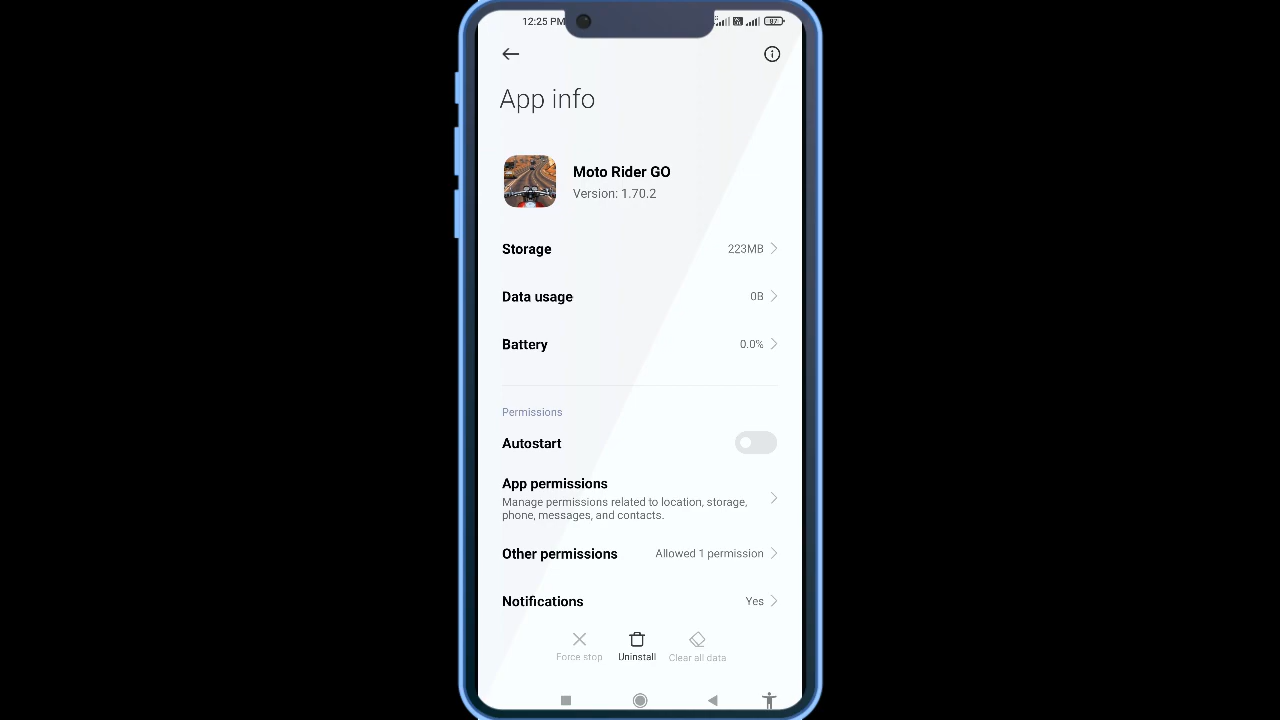 12:25 PM
87
App info
Moto Rider GO
Version: 1.70.2
Storage 223MB
Data usage 0B
Battery 0.0%
Permissions
Autostart
App permissions
Manage permissions related to location, storage,
phone, messages, and contacts.
Other permissions Allowed 1 permission
Notifications Yes
Force stop Uninstall Clear all data